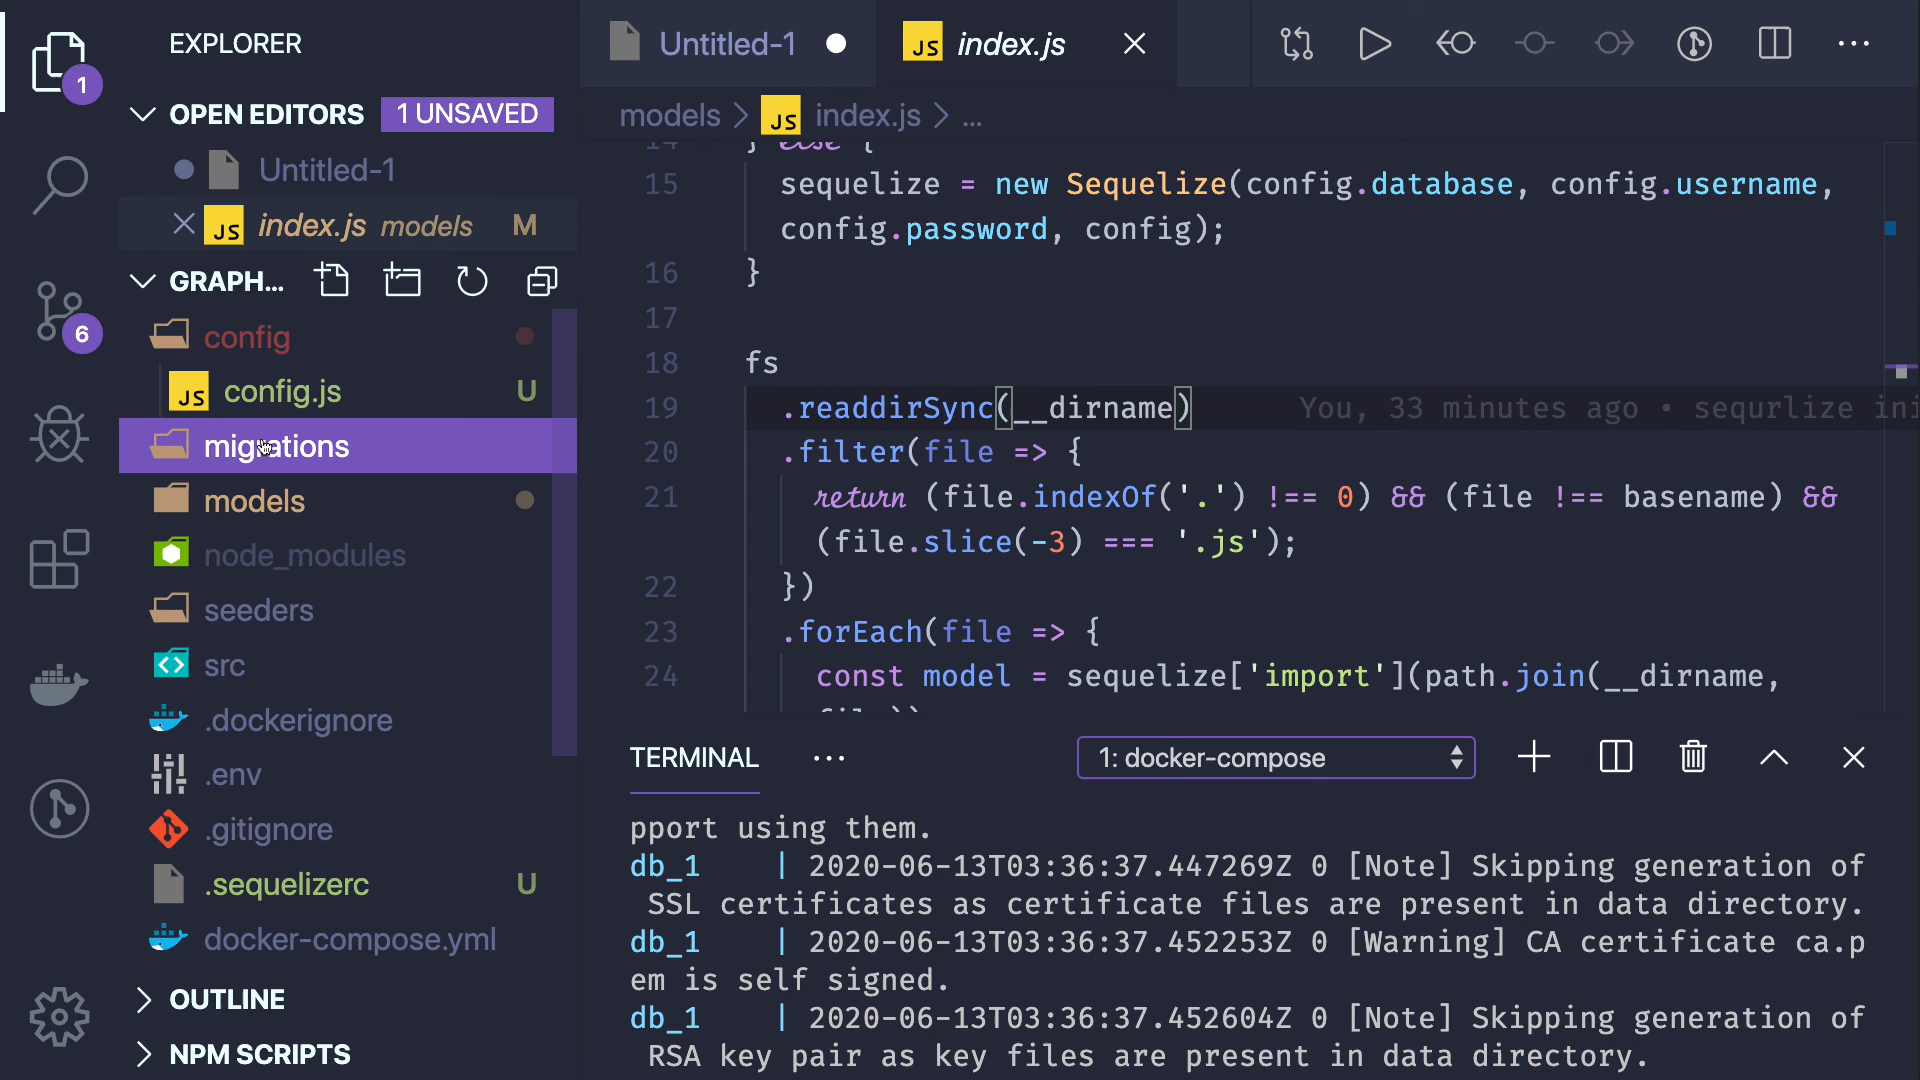 EXPLORER
1
OPEN EDITORS
1 UNSAVED
Untitled-1
JS index.js models M
GRAPH...
config
JS config.js U
migrations
models
node_modules
seeders
src
.dockerignore
.env
.gitignore
.sequelizerc U
docker-compose.yml
OUTLINE
NPM SCRIPTS
6
Untitled-1
JS index.js
models > JS index.js > ...
14 } else {
15 sequelize = new Sequelize(config.database, config.username,
config.password, config);
16 }
17
18 fs
19 .readdirSync(__dirname) You, 33 minutes ago • sequrlize ini
20 .filter(file => {
21 return (file.indexOf('.') !== 0) && (file !== basename) &&
(file.slice(-3) === '.js');
22 })
23 .forEach(file => {
24 const model = sequelize['import'](path.join(__dirname,
TERMINAL ...
1: docker-compose
pport using them.
db_1 | 2020-06-13T03:36:37.447269Z 0 [Note] Skipping generation of
SSL certificates as certificate files are present in data directory.
db_1 | 2020-06-13T03:36:37.452253Z 0 [Warning] CA certificate ca.p
em is self signed.
db_1 | 2020-06-13T03:36:37.452604Z 0 [Note] Skipping generation of
RSA key pair as key files are present in data directory.